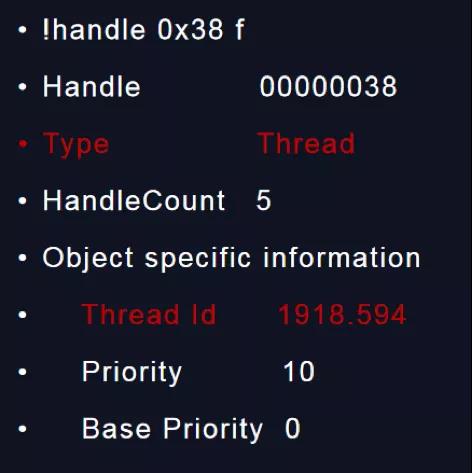 • !handle 0x38 f
• Handle 00000038
• Type Thread
• HandleCount 5
• Object specific information
• Thread Id 1918.594
• Priority 10
• Base Priority 0